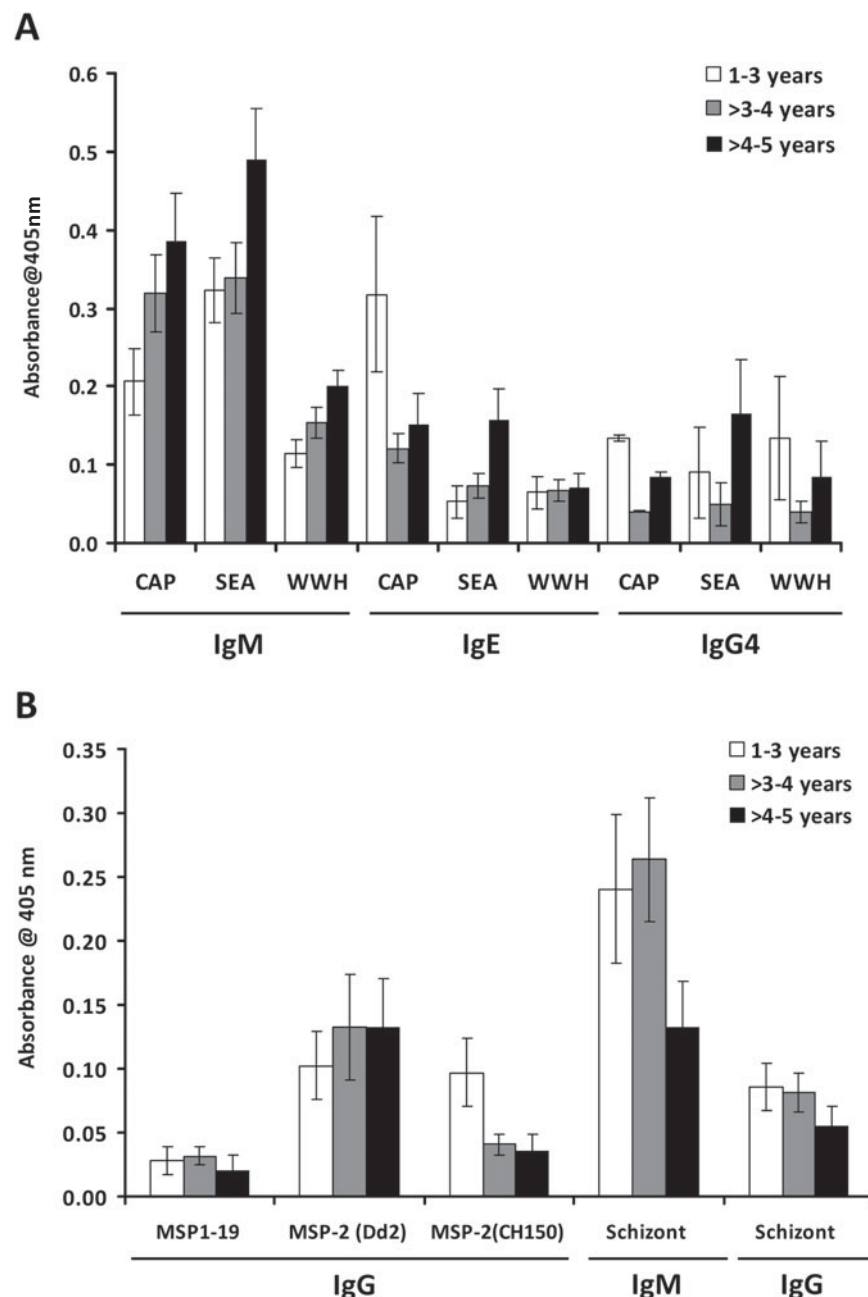 A
0.6
0.5
0.4
0.3
0.2
0.1
0.0
Absorbance@405nm
1-3 years
>3-4 years
>4-5 years
CAP SEA WWH CAP SEA WWH CAP SEA WWH
IgM IgE IgG4
B
0.35
0.30
0.25
0.20
0.15
0.10
0.05
0.00
Absorbance @ 405 nm
1-3 years
>3-4 years
>4-5 years
MSP1-19 MSP-2 (Dd2) MSP-2(CH150) Schizont Schizont
IgG IgM IgG